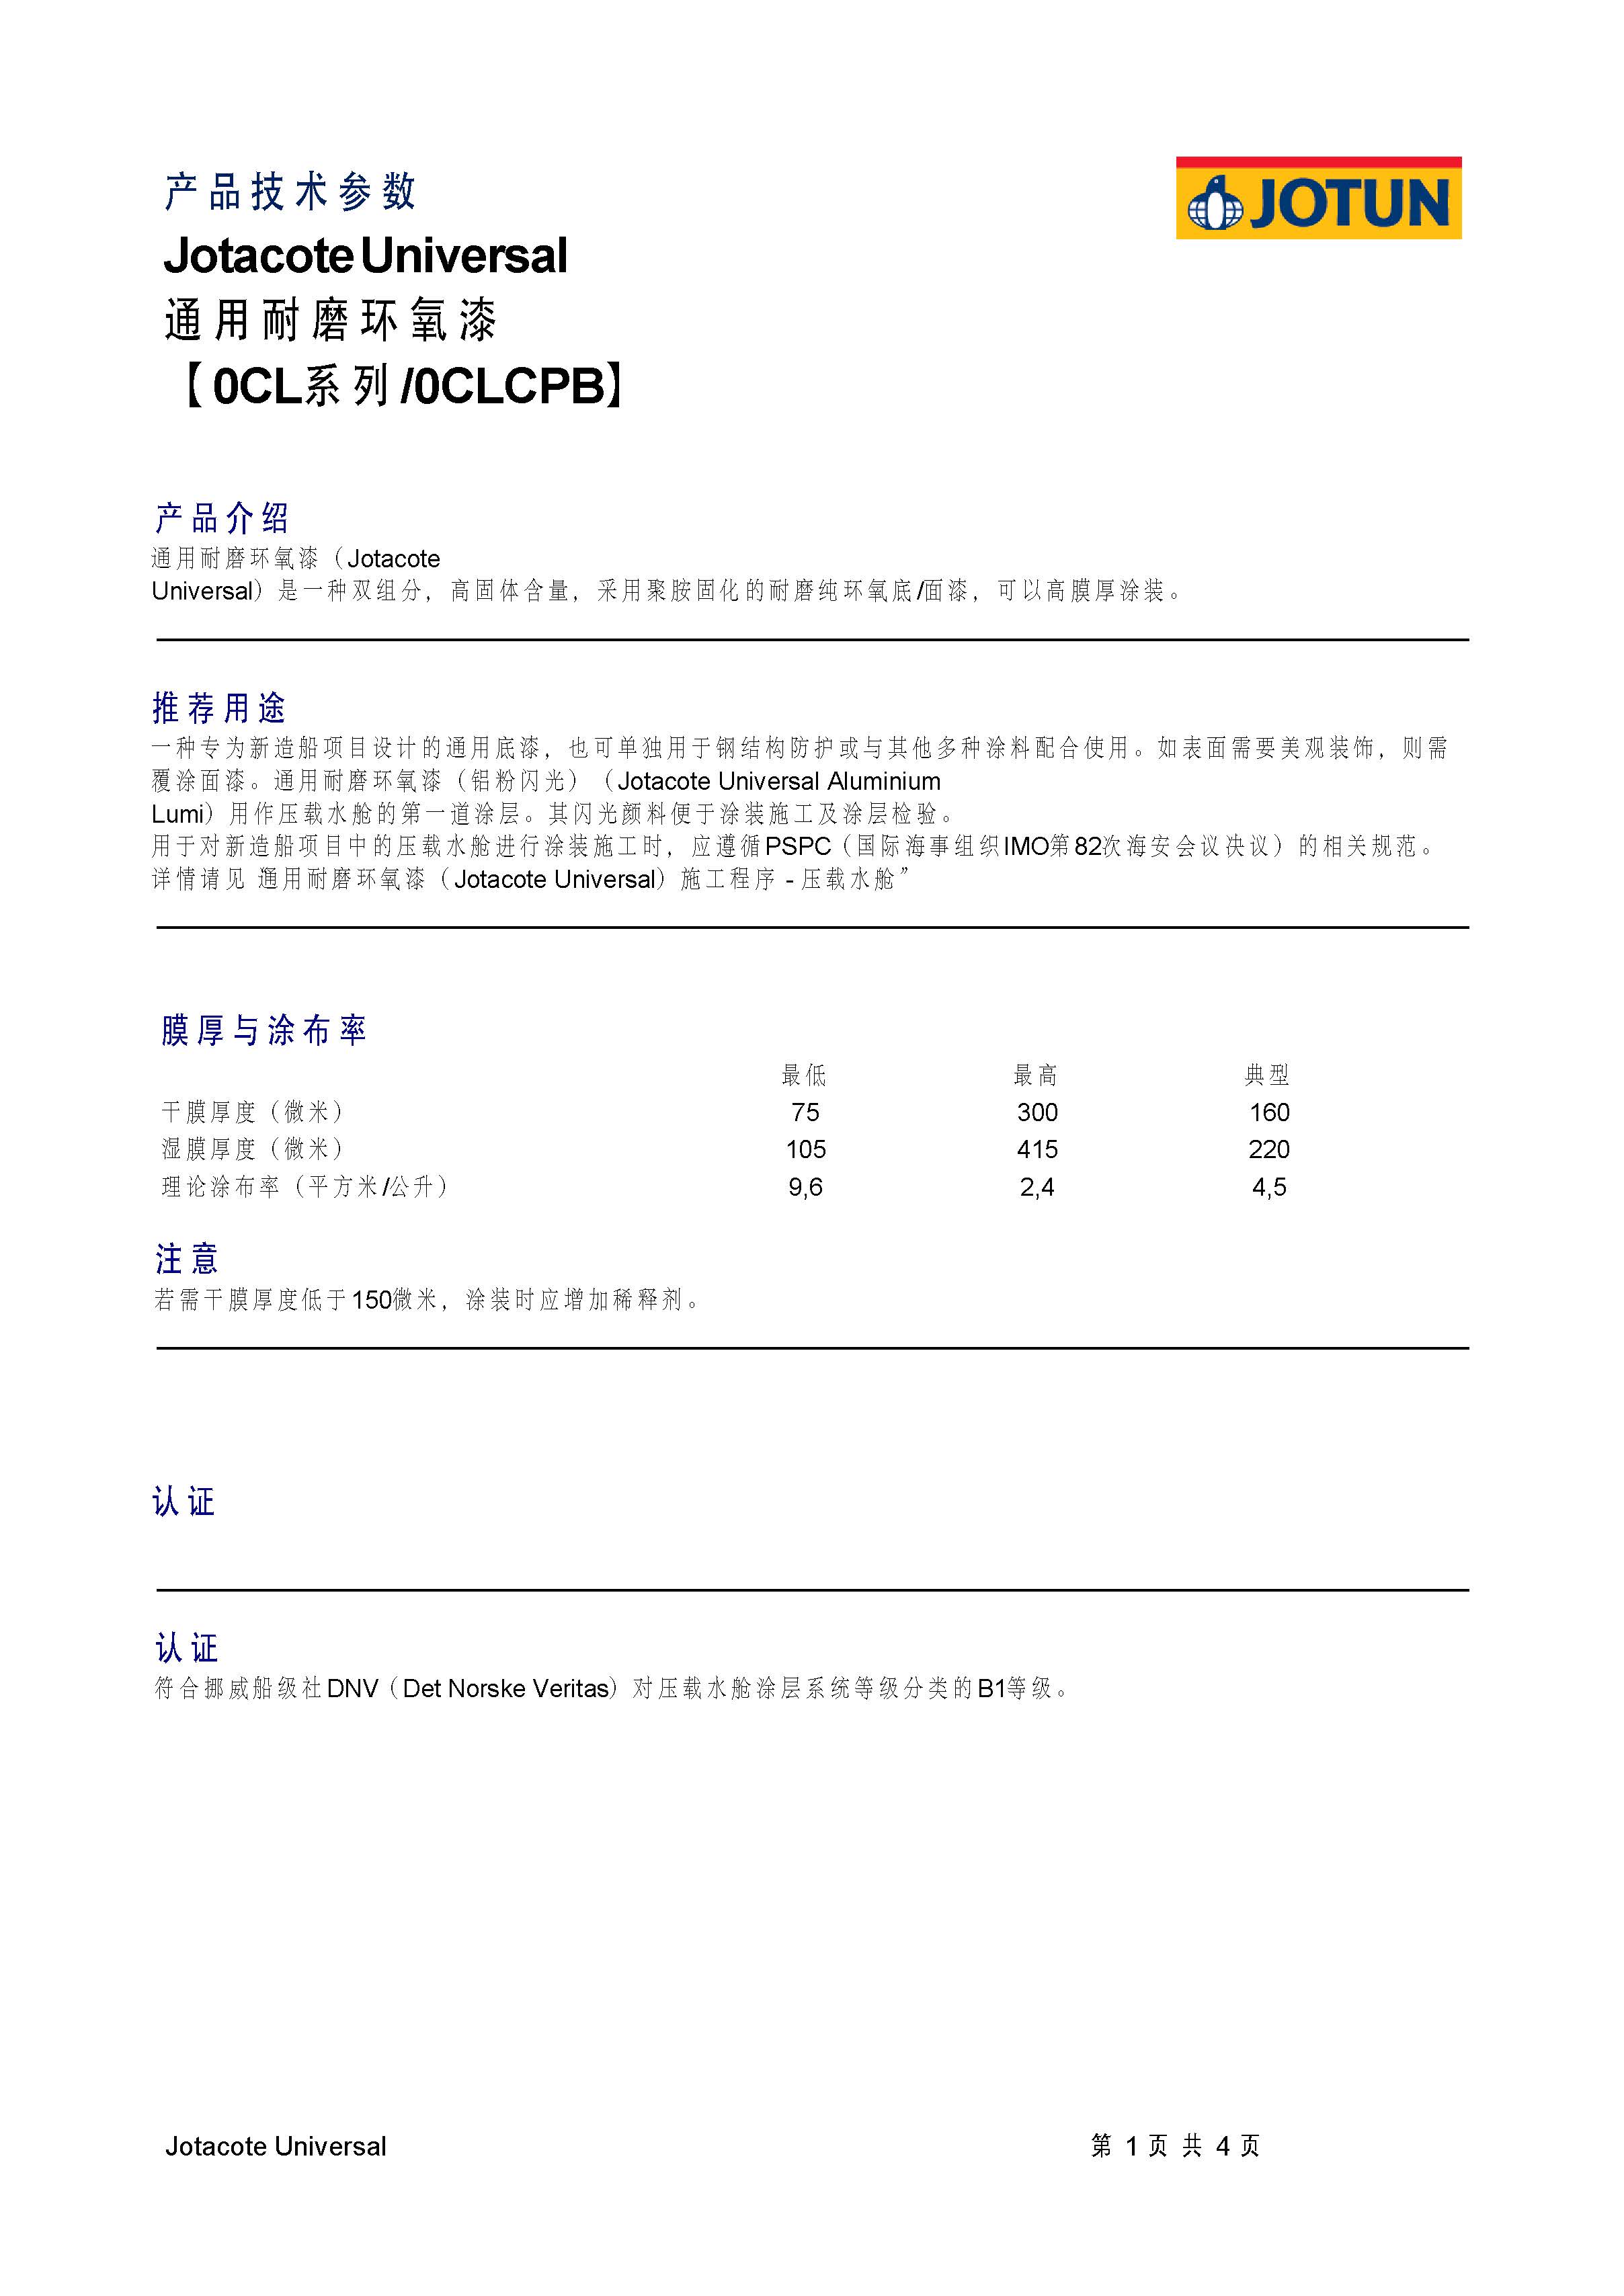 产品技术参数
JOTUN
Jotacote Universal
通用耐磨环氧漆
【0CL系列/0CLCPB】
产品介绍
通用耐磨环氧漆（Jotacote
Universal）是一种双组分，高固体含量，采用聚胺固化的耐磨纯环氧底/面漆，可以高膜厚涂装。
推荐用途
一种专为新造船项目设计的通用底漆，也可单独用于钢结构防护或与其他多种涂料配合使用。如表面需要美观装饰，则需
覆涂面漆。通用耐磨环氧漆（铝粉闪光）（Jotacote Universal Aluminium
Lumi）用作压载水舱的第一道涂层。其闪光颜料便于涂装施工及涂层检验。
用于对新造船项目中的压载水舱进行涂装施工时，应遵循PSPC（国际海事组织IMO第82次海安会议决议）的相关规范。
详情请见“通用耐磨环氧漆（Jotacote Universal）施工程序 - 压载水舱”
膜厚与涂布率
最低 最高 典型
干膜厚度（微米） 75 300 160
湿膜厚度（微米） 105 415 220
理论涂布率（平方米/公升） 9,6 2,4 4,5
注意
若需干膜厚度低于150微米，涂装时应增加稀释剂。
认证
认证
符合挪威船级社DNV（Det Norske Veritas）对压载水舱涂层系统等级分类的B1等级。
Jotacote Universal 第 1 页 共 4 页